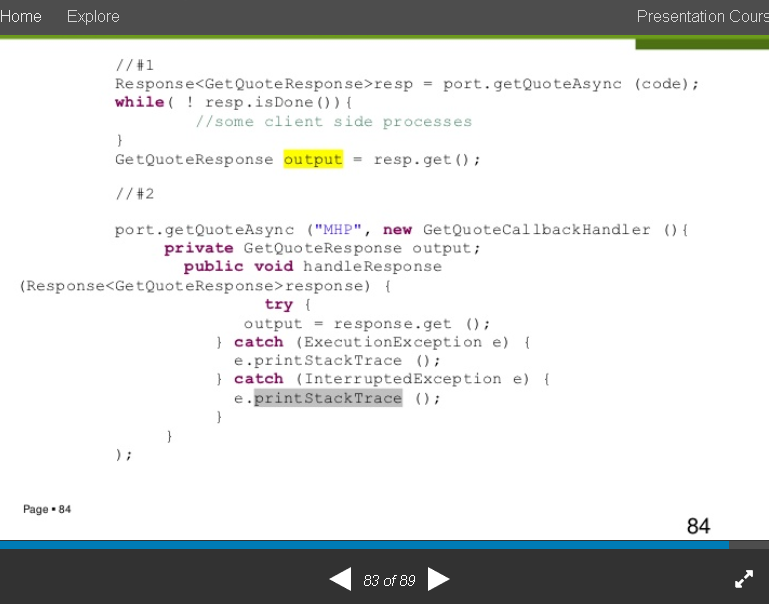 Home Explore Presentation Cours
//#1
Response<GetQuoteResponse>resp = port.getQuoteAsync (code);
while( ! resp.isDone()){
//some client side processes
}
GetQuoteResponse output = resp.get();
//#2
port.getQuoteAsync ("MHP", new GetQuoteCallbackHandler (){
private GetQuoteResponse output;
public void handleResponse
(Response<GetQuoteResponse>response) {
try {
output = response.get ();
} catch (ExecutionException e) {
e.printStackTrace ();
} catch (InterruptedException e) {
e.printStackTrace ();
}
}
);
Page ▪ 84
84
83 of 89